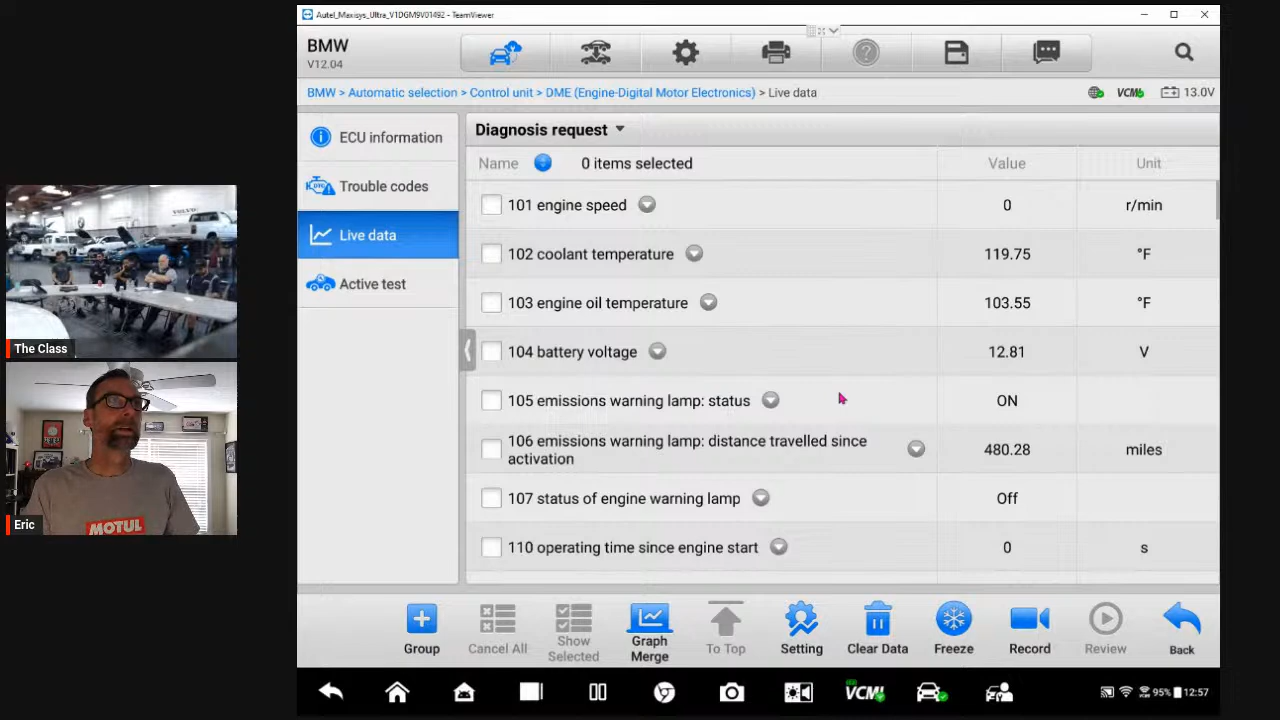 Autel_Maxisys_Ultra_V1DGM9V01492 - TeamViewer
BMW
V12.04
BMW > Automatic selection > Control unit > DME (Engine-Digital Motor Electronics) > Live data
VCMI
13.0V
ECU information
Trouble codes
Live data
Active test
Diagnosis request
Name 0 items selected Value Unit
101 engine speed 0 r/min
102 coolant temperature 119.75 °F
103 engine oil temperature 103.55 °F
104 battery voltage 12.81 V
105 emissions warning lamp: status ON
106 emissions warning lamp: distance travelled since
activation 480.28 miles
107 status of engine warning lamp Off
110 operating time since engine start 0 s
Group
Cancel All
Show
Selected
Graph
Merge
To Top
Setting
Clear Data
Freeze
Record
Review
Back
VCMI
95% 12:57
The Class
MOTUL
Eric